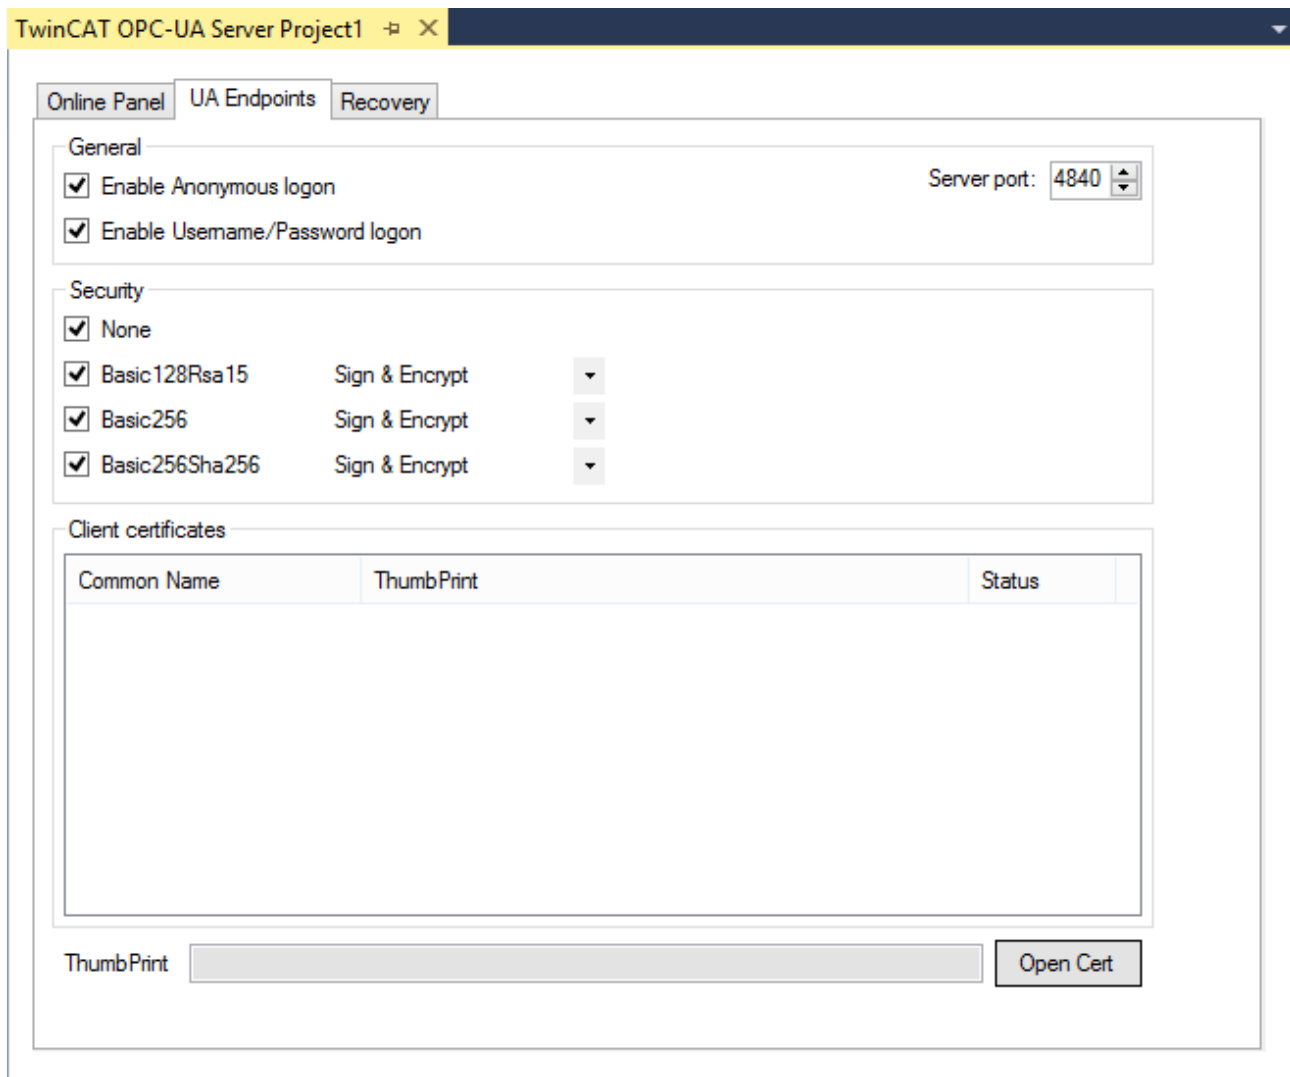 TwinCAT OPC-UA Server Project1
Online Panel UA Endpoints Recovery
General
Enable Anonymous logon Server port: 4840
Enable Username/Password logon
Security
None
Basic128Rsa15 Sign & Encrypt
Basic256 Sign & Encrypt
Basic256Sha256 Sign & Encrypt
Client certificates
Common Name ThumbPrint Status
ThumbPrint Open Cert